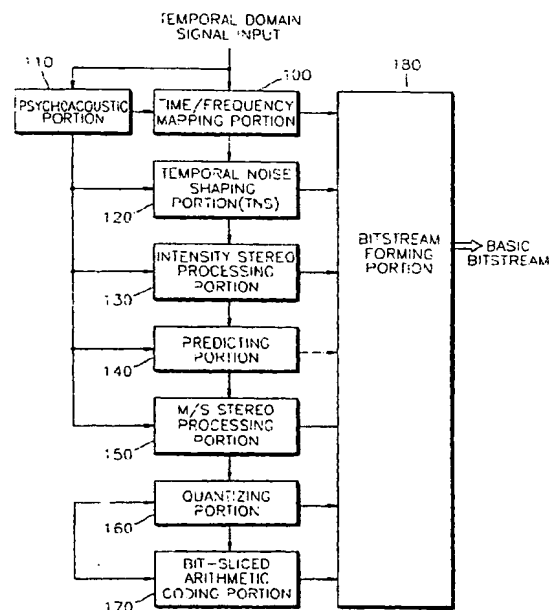 TEMPORAL DOMAIN
SIGNAL INPUT
110
100
180
PSYCHOACOUSTIC
PORTION
TIME/FREQUENCY
MAPPING PORTION
TEMPORAL NOISE
SHAPING
PORTION(TNS)
120
INTENSITY STEREO
PROCESSING
PORTION
130
BITSTREAM
FORMING
PORTION
BASIC
BITSTREAM
PREDICTING
PORTION
140
M/S STEREO
PROCESSING
PORTION
150
QUANTIZING
PORTION
160
BIT-SLICED
ARITHMETIC
CODING PORTION
170